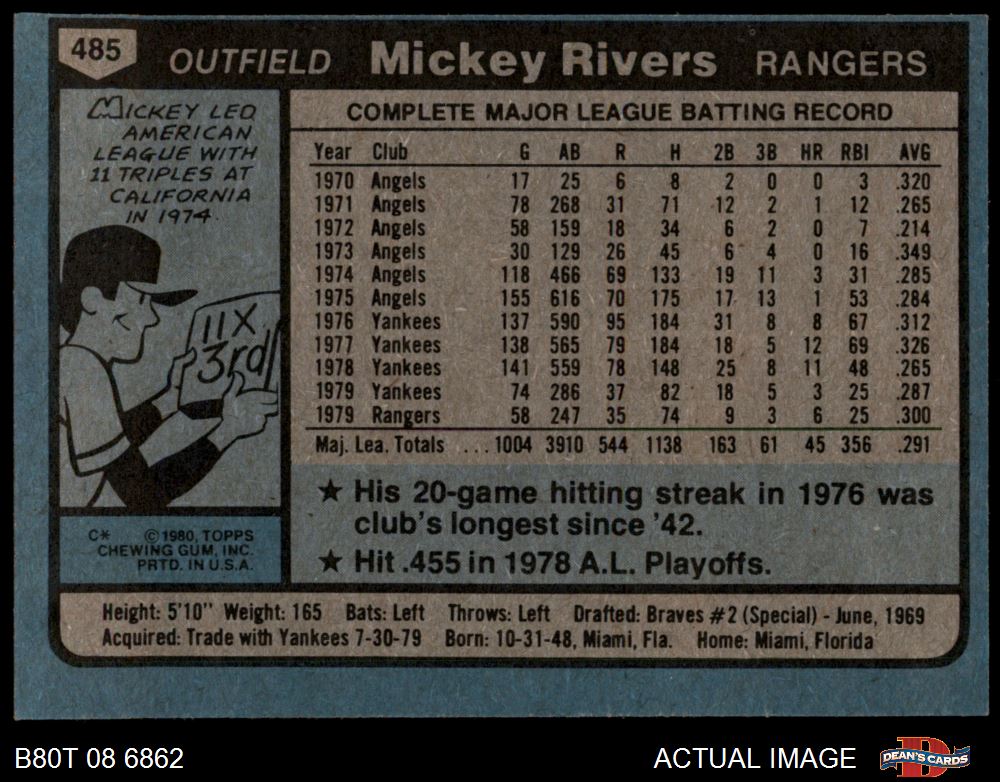 485 OUTFIELD Mickey Rivers RANGERS
MICKEY LED
AMERICAN
LEAGUE WITH
11 TRIPLES AT
CALIFORNIA
IN 1974.
11X
3rd
C* ©1980, TOPPS
CHEWING GUM, INC.
PRTD. IN U.S.A.
COMPLETE MAJOR LEAGUE BATTING RECORD
Year Club G AB R H 2B 3B HR RBI AVG
1970 Angels 17 25 6 8 2 0 0 3 .320
1971 Angels 78 268 31 71 12 2 1 12 .265
1972 Angels 58 159 18 34 6 2 0 7 .214
1973 Angels 30 129 26 45 6 4 0 16 .349
1974 Angels 118 466 69 133 19 11 3 31 .285
1975 Angels 155 616 70 175 17 13 1 53 .284
1976 Yankees 137 590 95 184 31 8 8 67 .312
1977 Yankees 138 565 79 184 18 5 12 69 .326
1978 Yankees 141 559 78 148 25 8 11 48 .265
1979 Yankees 74 286 37 82 18 5 3 25 .287
1979 Rangers 58 247 35 74 9 3 6 25 .300
Maj. Lea. Totals ... 1004 3910 544 1138 163 61 45 356 .291
★ His 20-game hitting streak in 1976 was
club's longest since '42.
★ Hit .455 in 1978 A.L. Playoffs.
Height: 5'10" Weight: 165 Bats: Left Throws: Left Drafted: Braves #2 (Special) - June, 1969
Acquired: Trade with Yankees 7-30-79 Born: 10-31-48, Miami, Fla. Home: Miami, Florida
B80T 08 6862 ACTUAL IMAGE DEAN'S CARDS